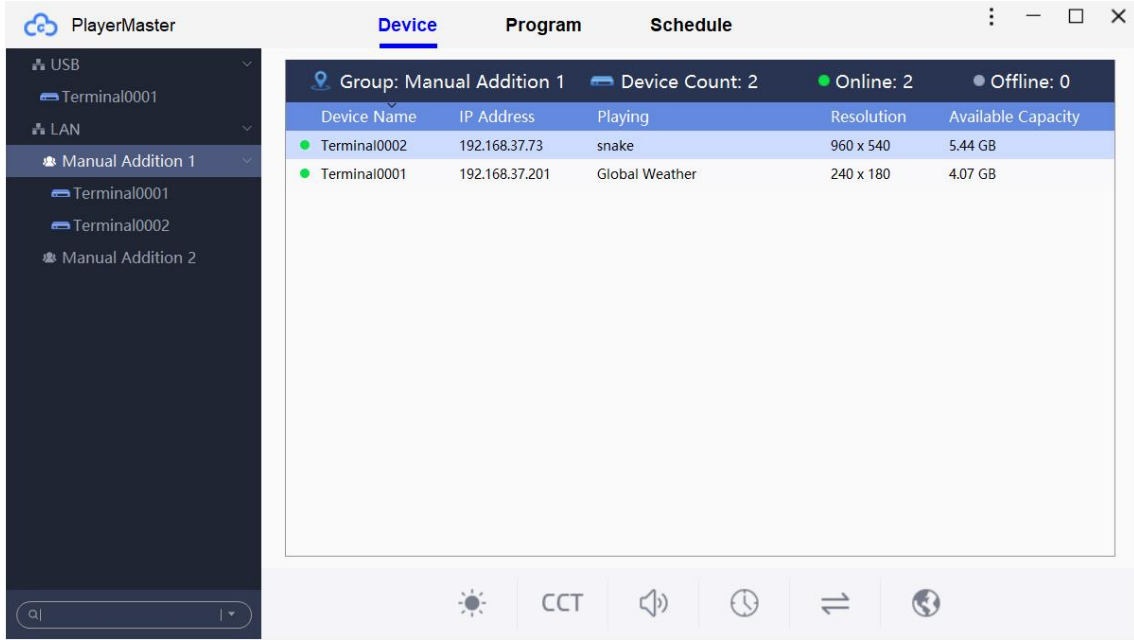 PlayerMaster
Device Program Schedule
USB
Terminal0001
LAN
Manual Addition 1
Terminal0001
Terminal0002
Manual Addition 2
Group: Manual Addition 1 Device Count: 2 Online: 2 Offline: 0
Device Name IP Address Playing Resolution Available Capacity
Terminal0002 192.168.37.73 snake 960 x 540 5.44 GB
Terminal0001 192.168.37.201 Global Weather 240 x 180 4.07 GB
CCT